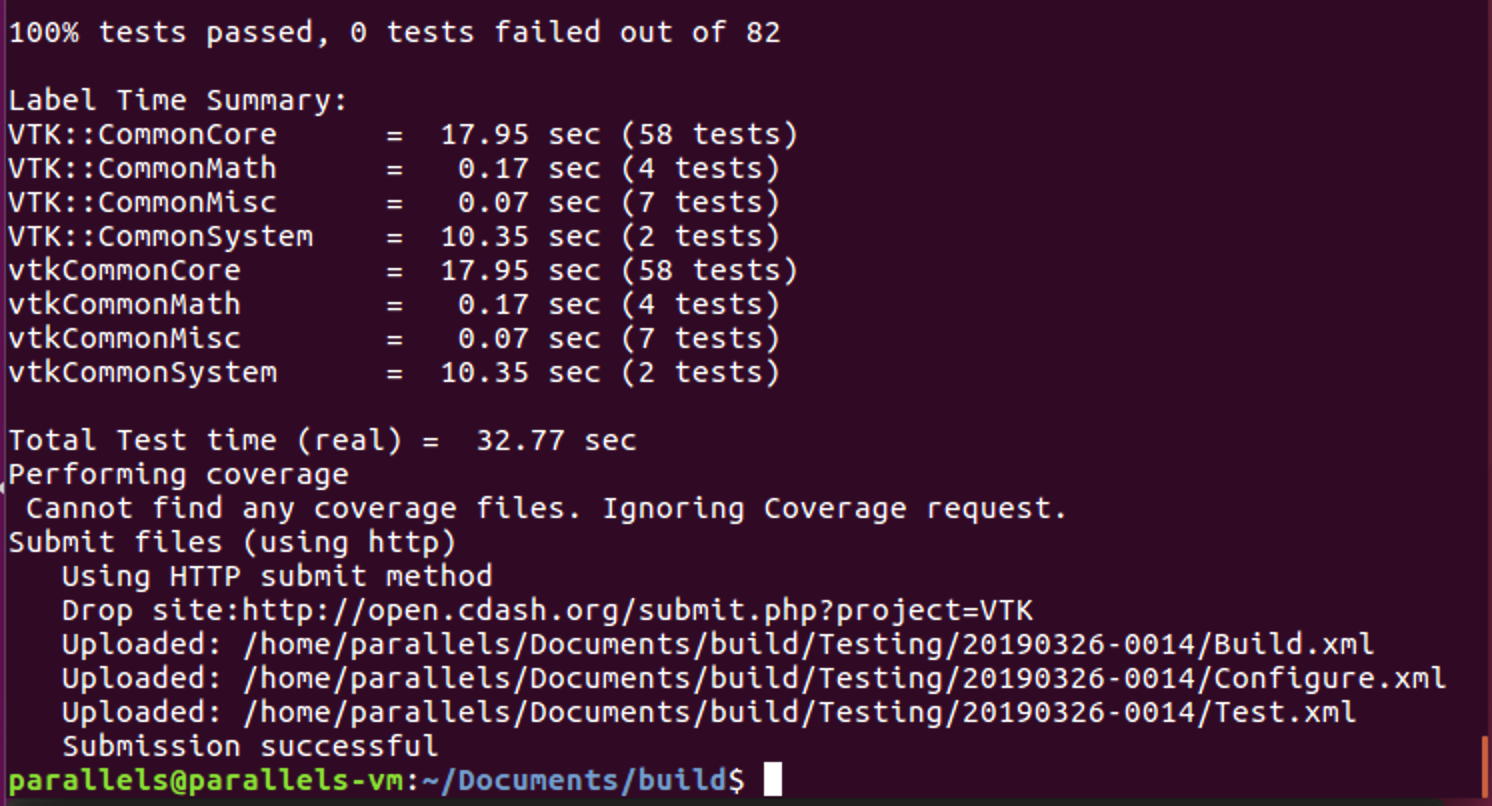 100% tests passed, 0 tests failed out of 82
Label Time Summary:
VTK::CommonCore      =  17.95 sec (58 tests)
VTK::CommonMath      =   0.17 sec (4 tests)
VTK::CommonMisc      =   0.07 sec (7 tests)
VTK::CommonSystem    =  10.35 sec (2 tests)
vtkCommonCore        =  17.95 sec (58 tests)
vtkCommonMath        =   0.17 sec (4 tests)
vtkCommonMisc        =   0.07 sec (7 tests)
vtkCommonSystem      =  10.35 sec (2 tests)
Total Test time (real) =  32.77 sec
Performing coverage
 Cannot find any coverage files. Ignoring Coverage request.
Submit files (using http)
   Using HTTP submit method
   Drop site:http://open.cdash.org/submit.php?project=VTK
   Uploaded: /home/parallels/Documents/build/Testing/20190326-0014/Build.xml
   Uploaded: /home/parallels/Documents/build/Testing/20190326-0014/Configure.xml
   Uploaded: /home/parallels/Documents/build/Testing/20190326-0014/Test.xml
   Submission successful
parallels@parallels-vm:~/Documents/build$